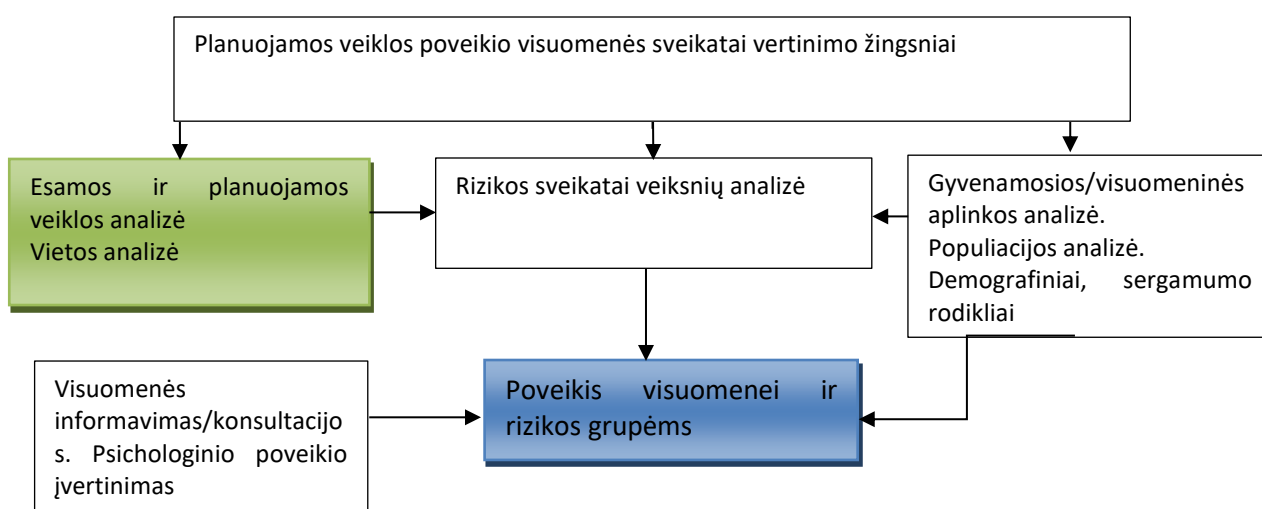 Planuojamos veiklos poveikio visuomenės sveikatai vertinimo žingsniai
Esamos ir planuojamos
veiklos analizė
Vietos analizė
Rizikos sveikatai veiksnių analizė
Gyvenamosios/visuomeninės
aplinkos analizė.
Populiacijos analizė.
Demografiniai, sergamumo
rodikliai
Visuomenės
informavimas/konsultacijo
s. Psichologinio poveikio
įvertinimas
Poveikis visuomenei ir
rizikos grupėms